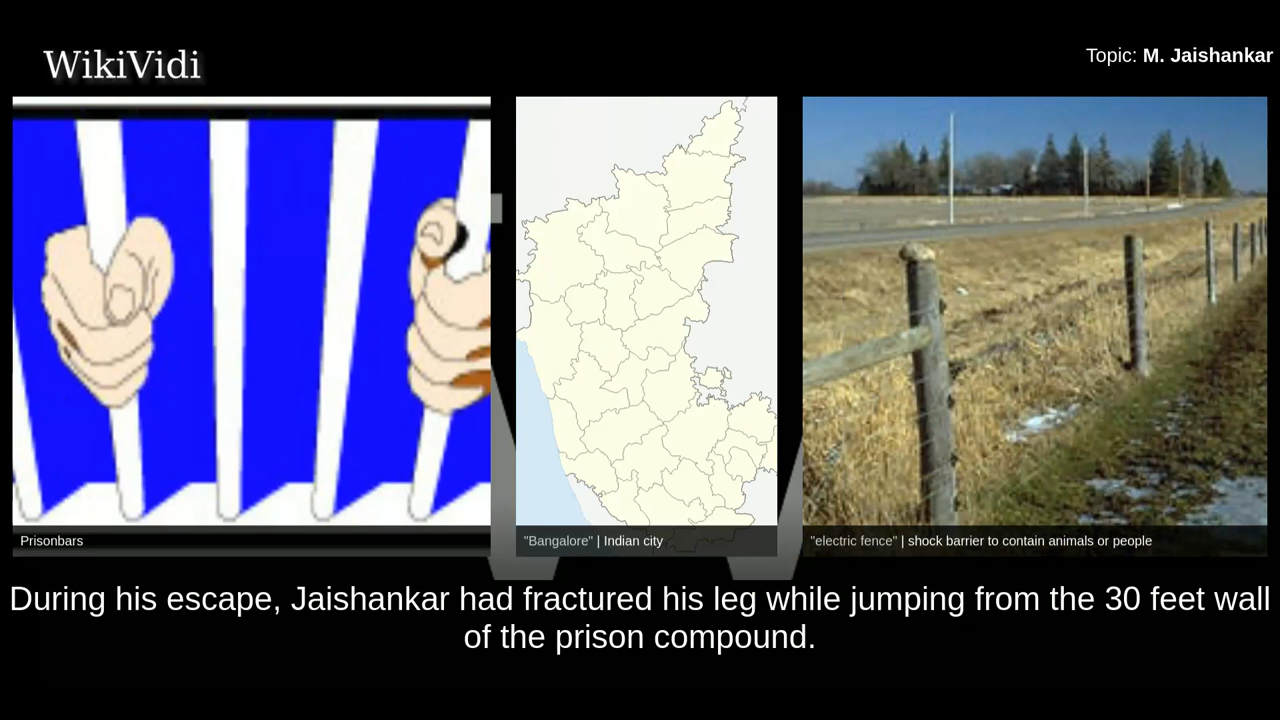 WikiVidi
Topic: M. Jaishankar
Prisonbars
"Bangalore" | Indian city
"electric fence" | shock barrier to contain animals or people
During his escape, Jaishankar had fractured his leg while jumping from the 30 feet wall
of the prison compound.